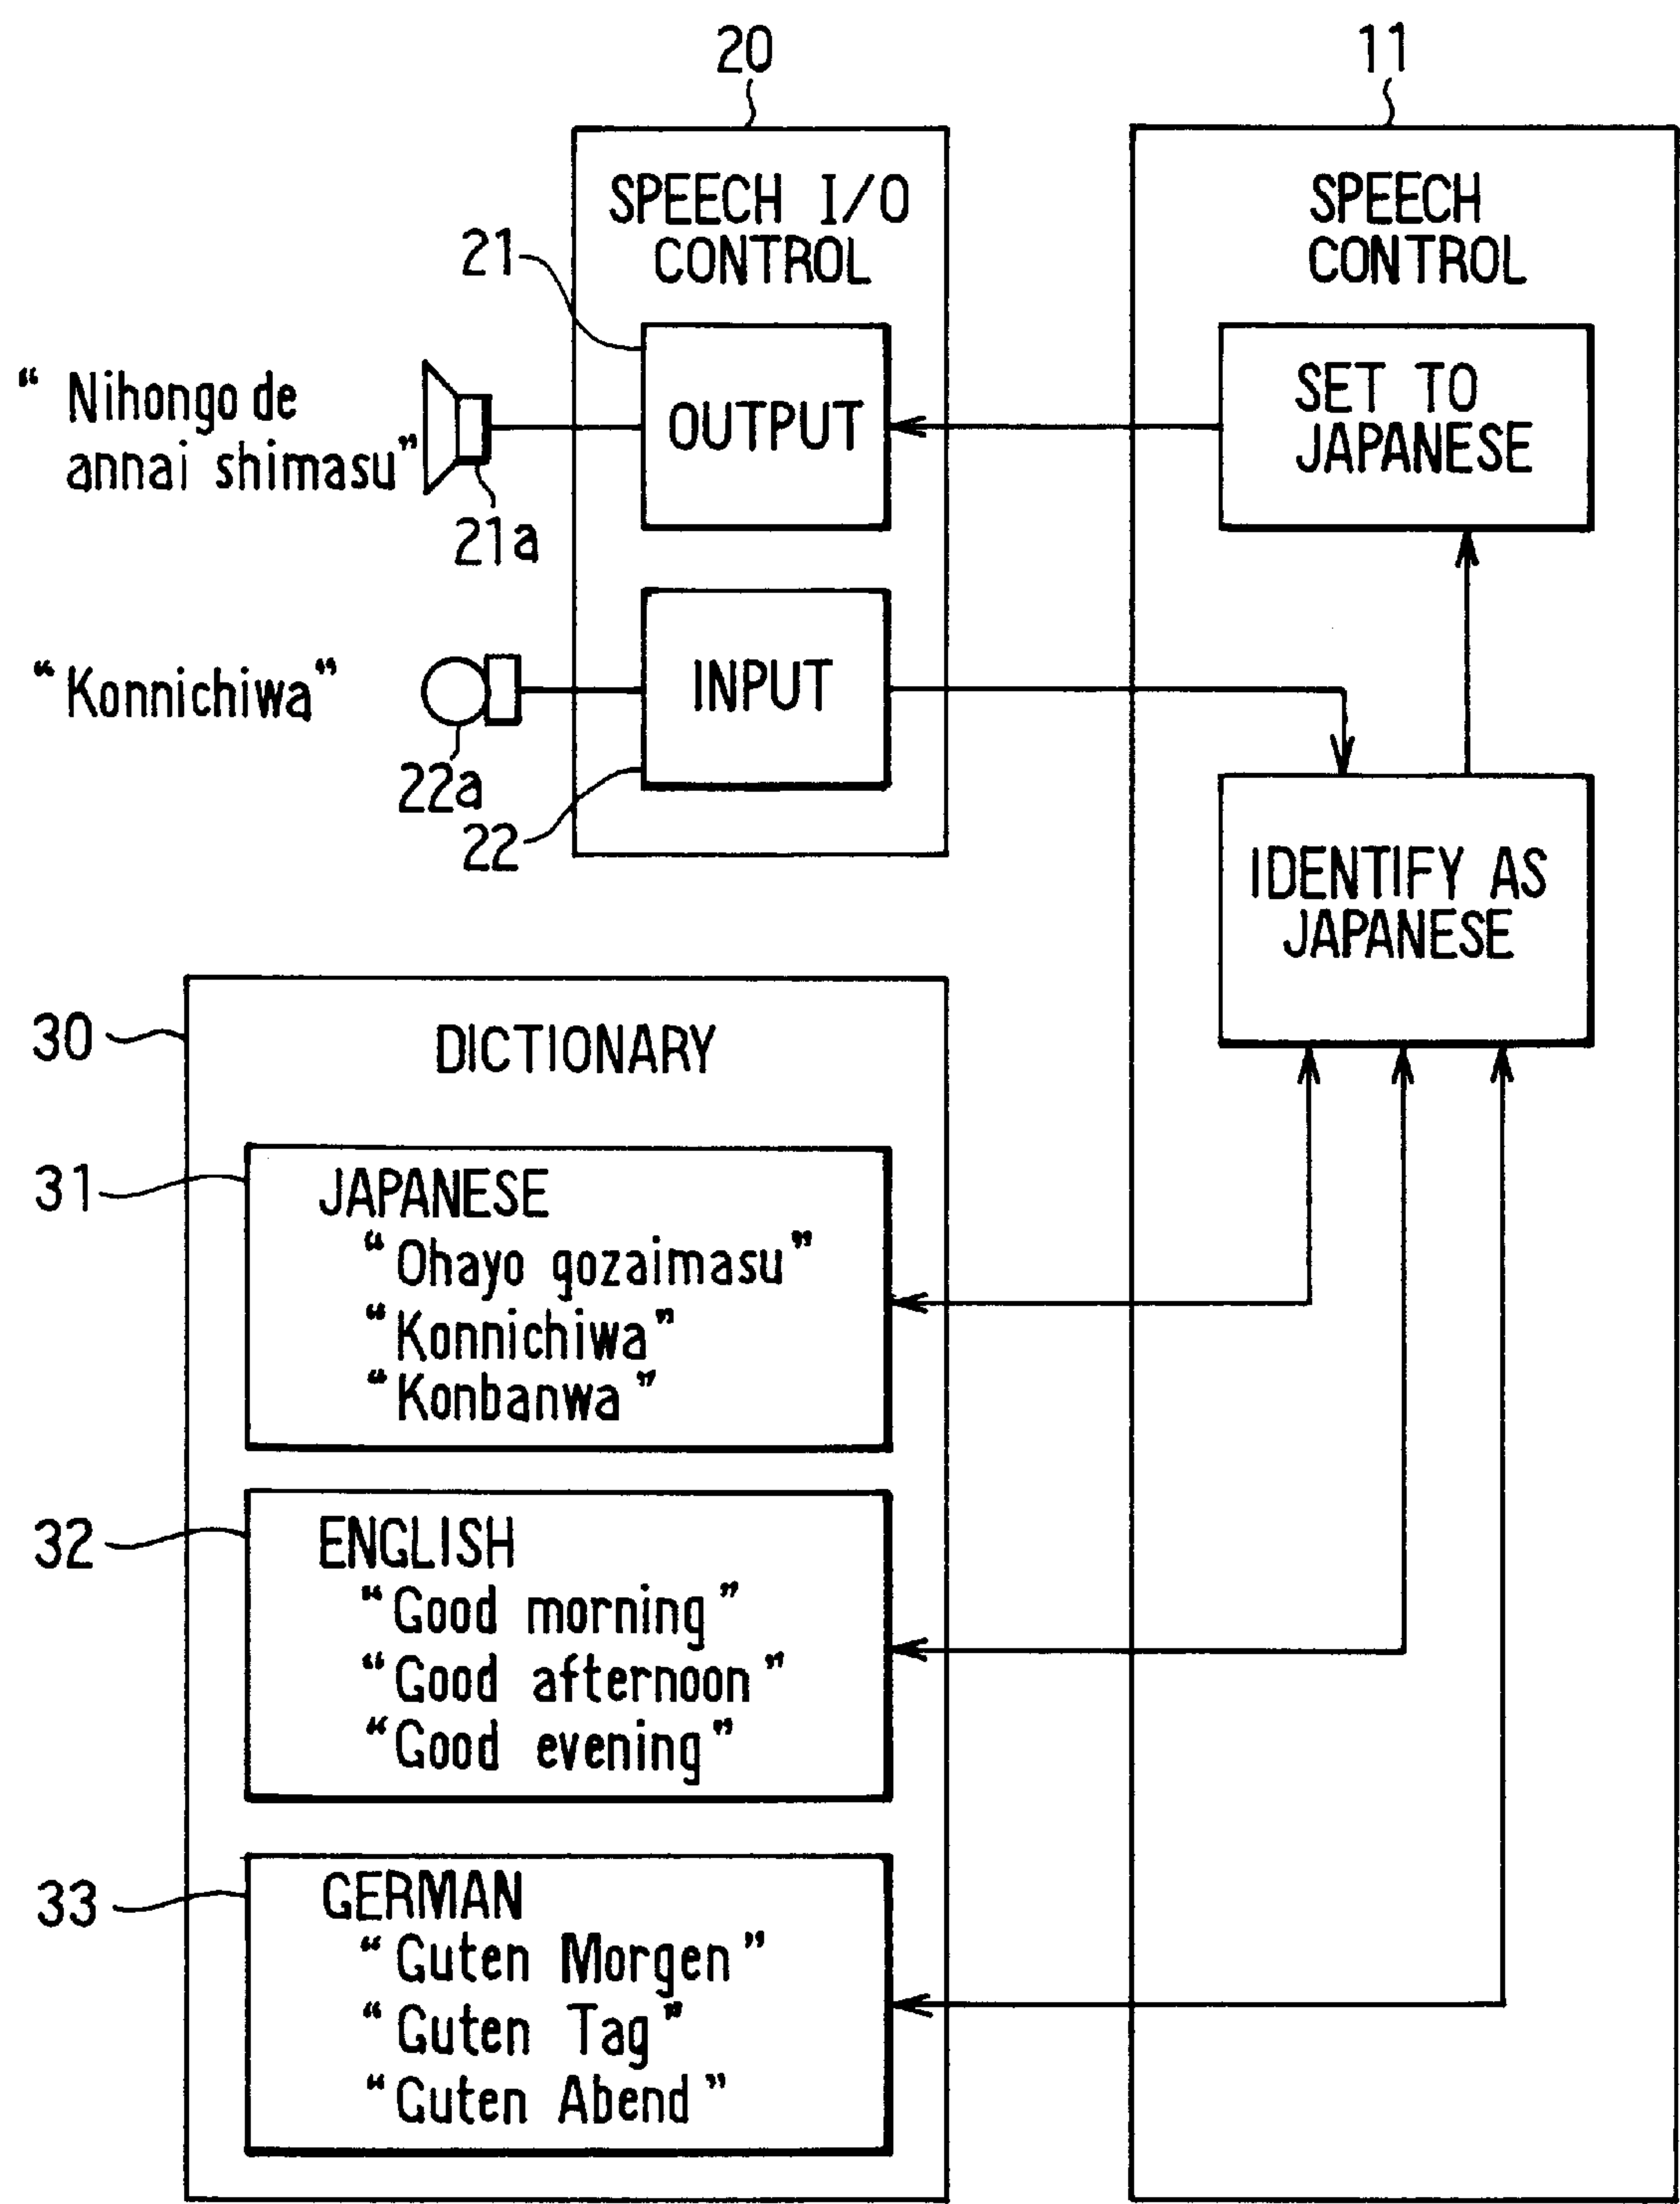 20
11
SPEECH I/O
CONTROL
SPEECH
CONTROL
21
“ Nihongo de
annai shimasu”
21a
OUTPUT
SET TO
JAPANESE
“Konnichiwa”
22a
INPUT
22
IDENTIFY AS
JAPANESE
30
DICTIONARY
31
JAPANESE
“Ohayo gozaimasu”
“Konnichiwa”
“Konbanwa”
32
ENGLISH
“Good morning”
“Good afternoon”
“Good evening”
33
GERMAN
“Guten Morgen”
“Guten Tag”
“Guten Abend”